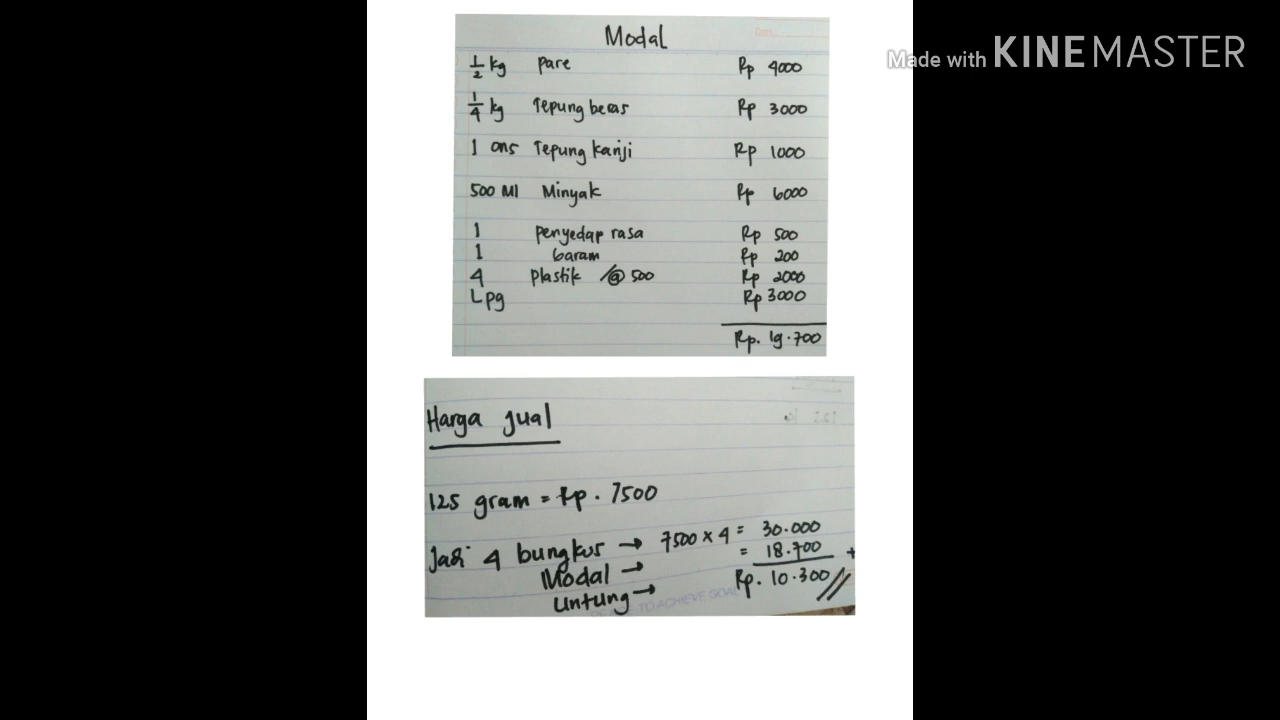 Modal
Made with KINEMASTER
1/2 kg pare Rp 4000
1/4 kg Tepung beras Rp 3000
1 ons Tepung kanji Rp 1000
500 Ml Minyak Rp 6000
1 penyedap rasa Rp 500
1 Garam Rp 200
4 plastik /@ 500 Rp 2000
Lpg Rp 3000
Rp. 19.700
Harga jual
125 gram = Rp. 7500
Jadi 4 bungkus → 7500 x 4 = 30.000
Modal → = 18.700 +
Untung → Rp. 10.300 //
TO ACHIEVE GOAL